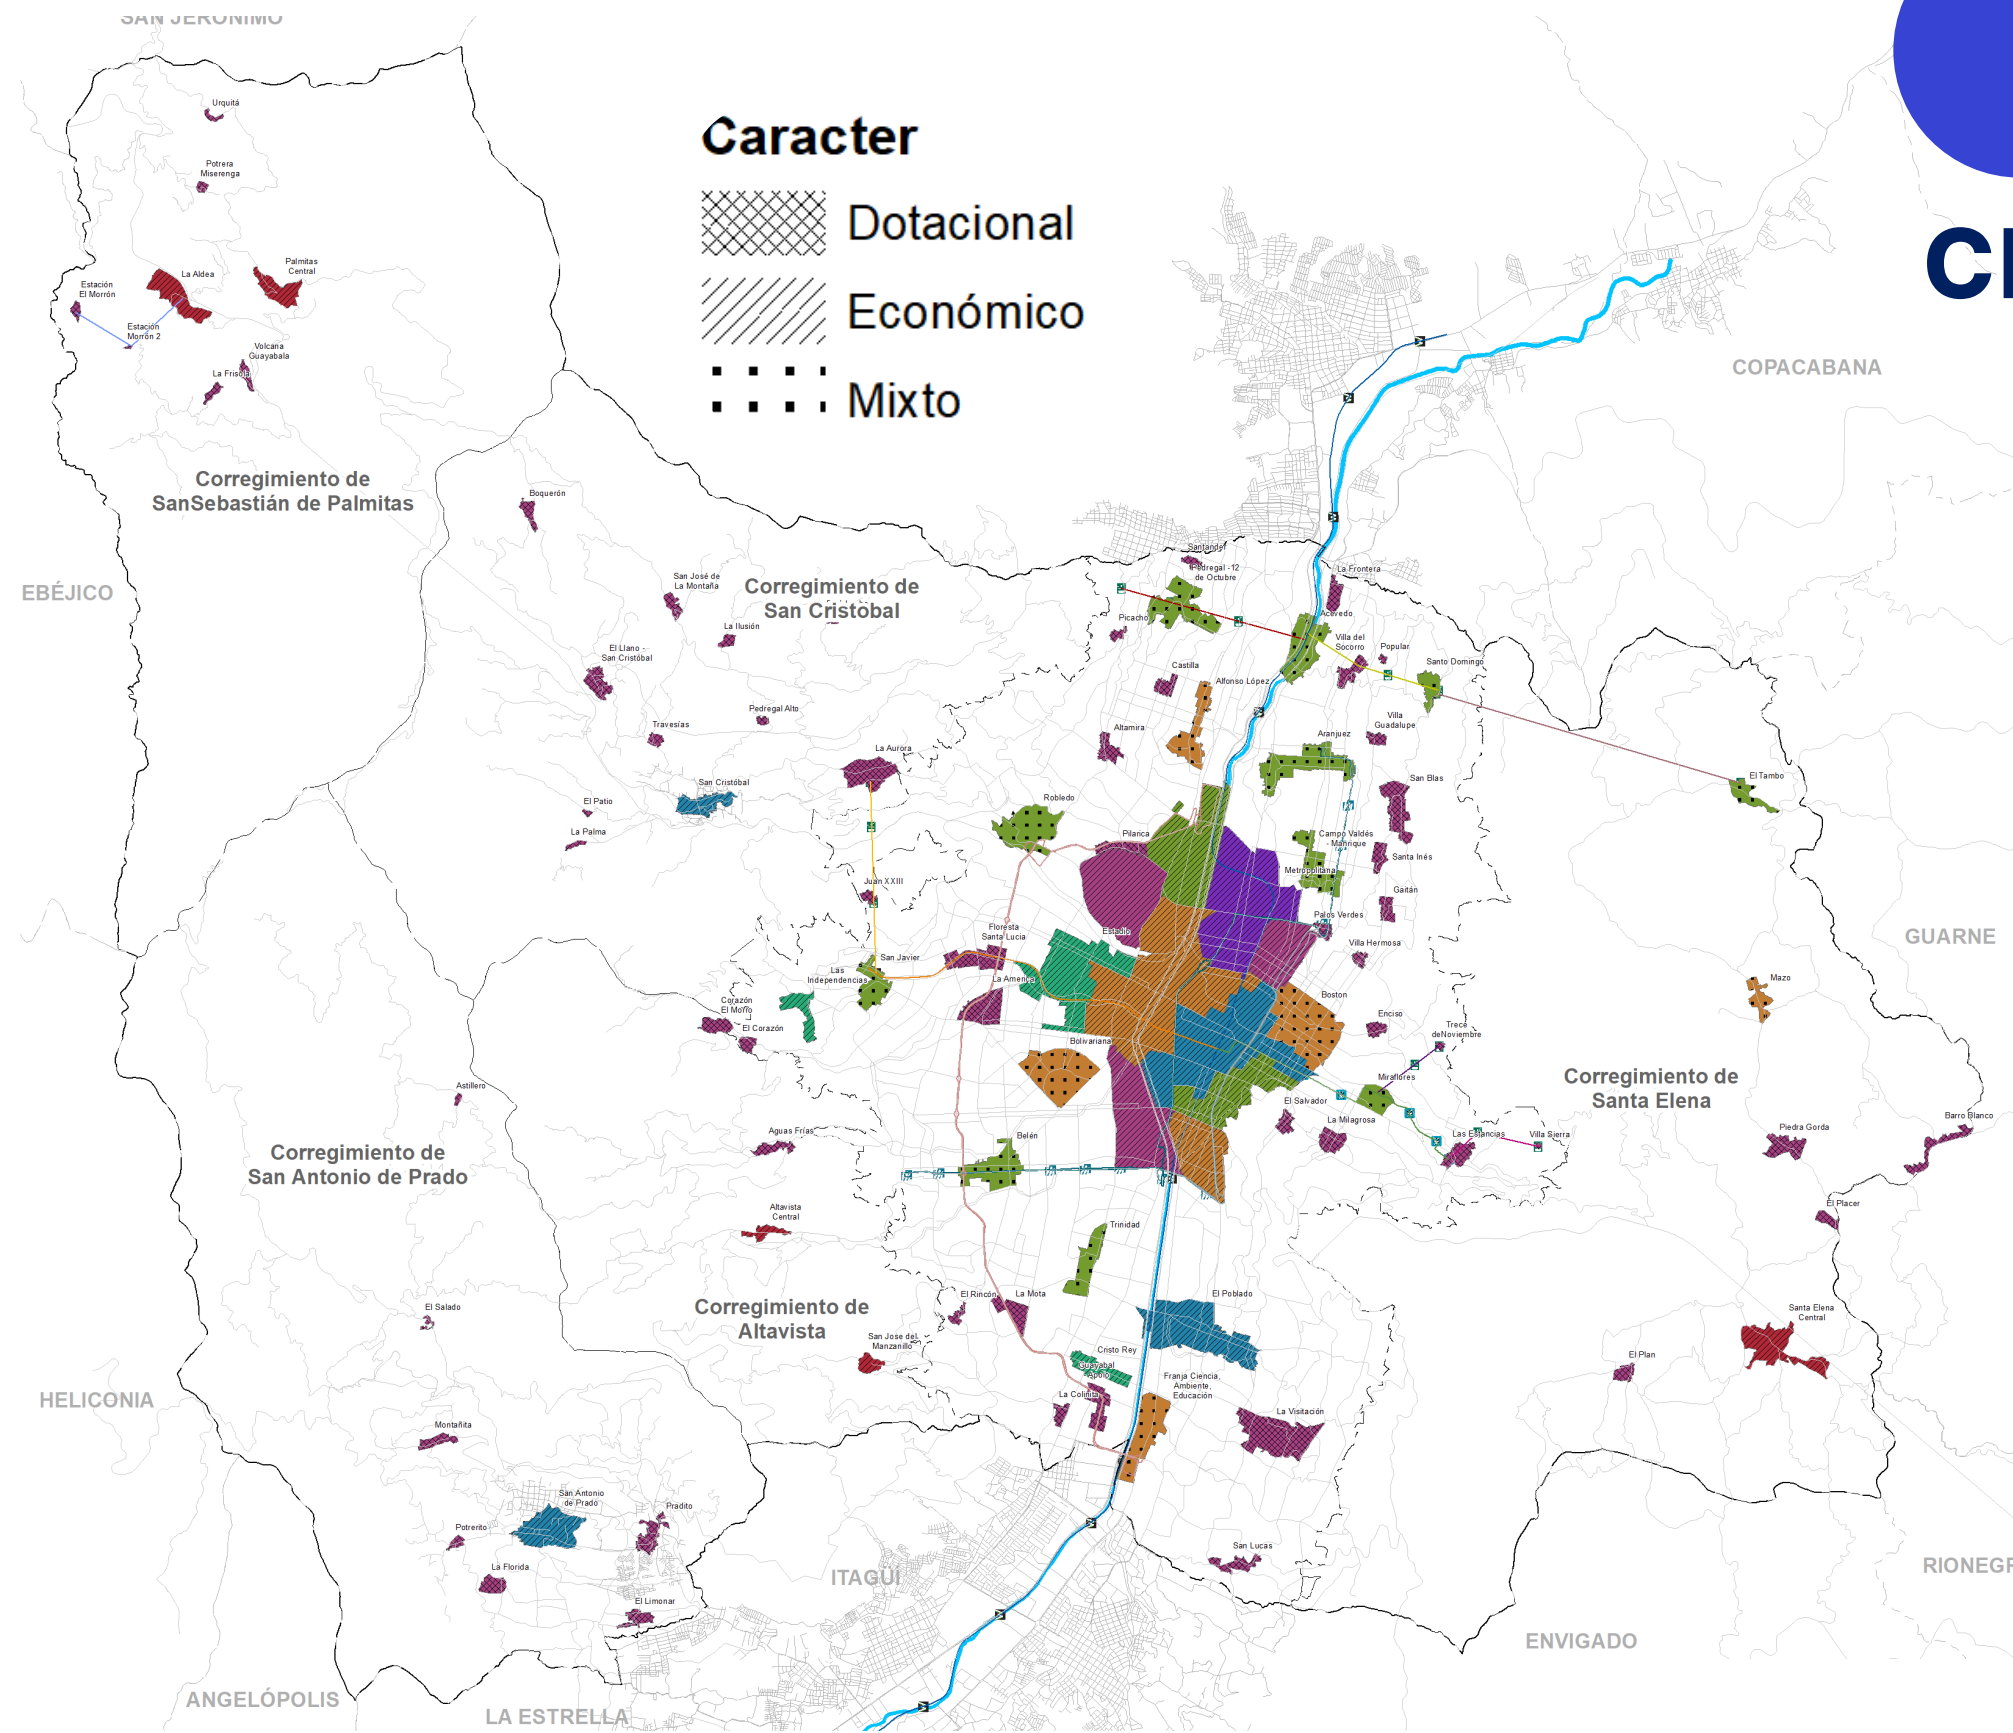 SAN JERÓNIMO
Caracter
Dotacional
Económico
Mixto
Urquitá
Potrera
Miserenga
Palmitas
Central
La Aldea
Estación
El Morrón
Estación
Morrón 2
Volcana
Guayabala
La Frisola
COPACABANA
Corregimiento de
SanSebastián de Palmitas
Boquerón
EBÉJICO
San José de
La Montaña
Corregimiento de
San Cristóbal
La Ilusión
El Llano -
San Cristóbal
Travesías
Pedregal Alto
La Aurora
San Cristóbal
El Patio
La Palma
Santander
Pedregal -12
de Octubre
La Frontera
Picacho
Acevedo
Villa del
Socorro
Popular
Santo Domingo
Castilla
Alfonso López
Altamira
Villa
Guadalupe
Aranjuez
San Blas
El Tambo
Robledo
Pilarica
Campo Valdés
- Manrique
Santa Inés
Metropolitana
Gaitán
Juan XXIII
Palos Verdes
Floresta
Santa Lucia
Estadio
GUARNE
San Javier
Villa Hermosa
Las
Independencias
La America
Mazo
Corazón
El Morro
Boston
El Corazón
Enciso
Trece
deNoviembre
Bolivariana
Miraflores
Corregimiento de
Santa Elena
Astillero
El Salvador
La Milagrosa
Barro Blanco
Aguas Frías
Belén
Las Estancias
Villa Sierra
Piedra Gorda
Corregimiento de
San Antonio de Prado
Altavista
Central
El Placer
Trinidad
El Salado
Corregimiento de
Altavista
El Rincón
La Mota
El Poblado
Santa Elena
Central
San Jose del
Manzanillo
Cristo Rey
Guayabal
- Apolo
El Plan
Franja Ciencia,
Ambiente,
Educación
La Colinita
HELICONIA
La Visitación
Montañita
San Antonio
de Prado
Pradito
Potrerito
San Lucas
La Florida
ITAGÜÍ
El Limonar
ENVIGADO
ANGELÓPOLIS
LA ESTRELLA